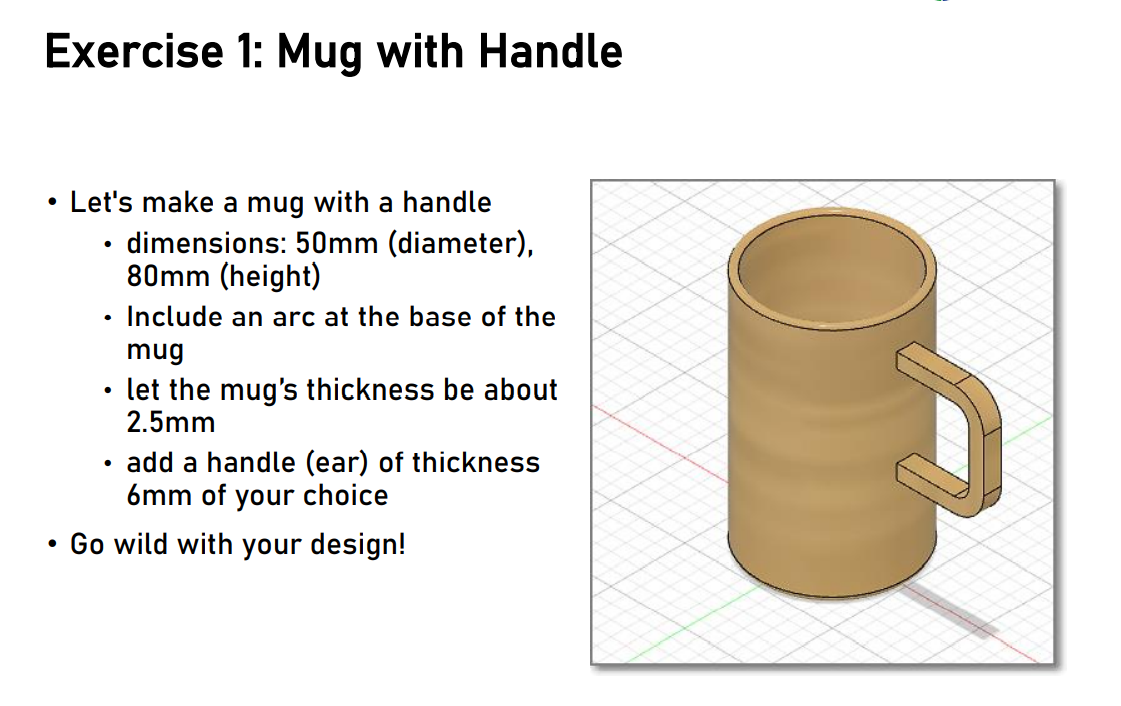 Exercise 1: Mug with Handle
• Let's make a mug with a handle
• dimensions: 50mm (diameter),
80mm (height)
• Include an arc at the base of the
mug
• let the mug’s thickness be about
2.5mm
• add a handle (ear) of thickness
6mm of your choice
• Go wild with your design!